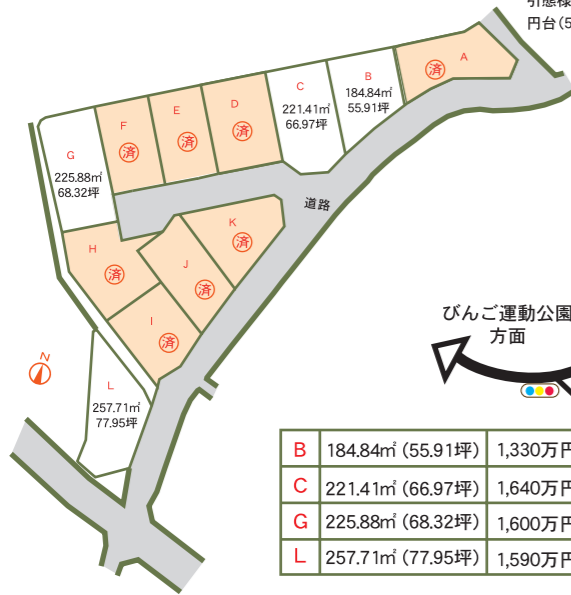 引態様
円台(5
A
済
B
184.84㎡
55.91坪
C
221.41㎡
66.97坪
D
済
E
済
F
済
G
225.88㎡
68.32坪
道路
K
済
H
済
J
済
I
済
びんご運動公園
方面
N
L
257.71㎡
77.95坪
B 184.84㎡(55.91坪) 1,330万円
C 221.41㎡(66.97坪) 1,640万円
G 225.88㎡(68.32坪) 1,600万円
L 257.71㎡(77.95坪) 1,590万円